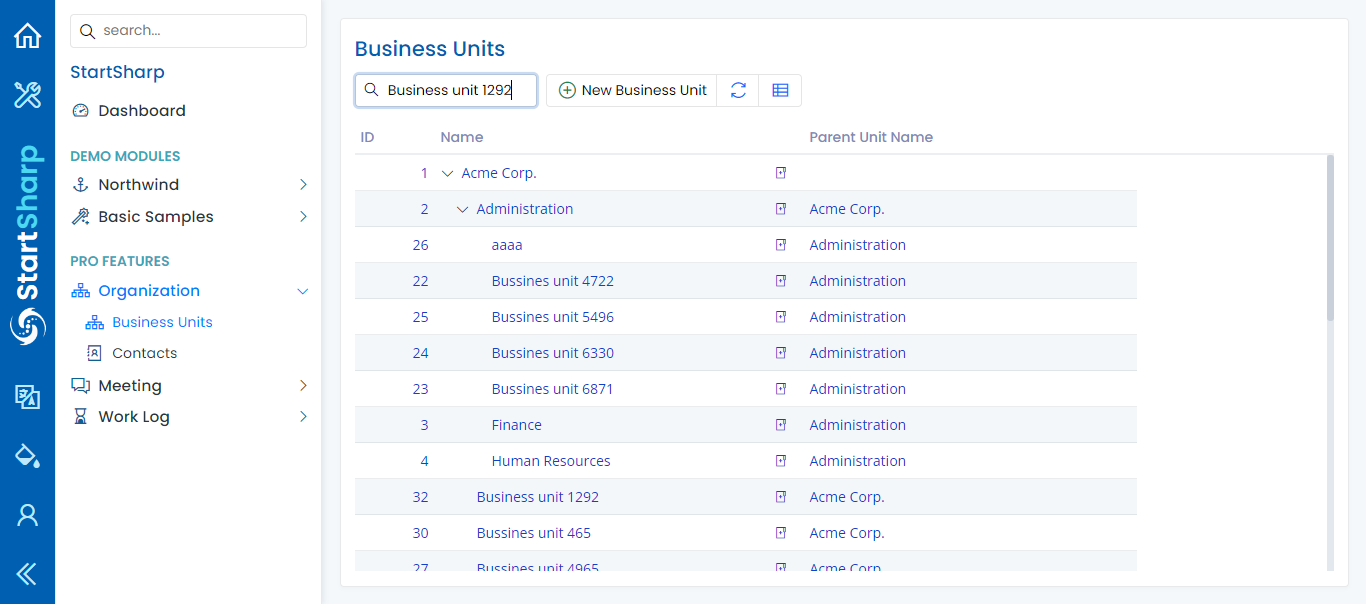 StartSharp
search...
StartSharp
Dashboard
DEMO MODULES
Northwind
Basic Samples
PRO FEATURES
Organization
Business Units
Contacts
Meeting
Work Log
Business Units
Business unit 1292 New Business Unit
ID Name Parent Unit Name
1 Acme Corp.
2 Administration Acme Corp.
26 aaaa Administration
22 Bussines unit 4722 Administration
25 Bussines unit 5496 Administration
24 Bussines unit 6330 Administration
23 Bussines unit 6871 Administration
3 Finance Administration
4 Human Resources Administration
32 Business unit 1292 Acme Corp.
30 Bussines unit 465 Acme Corp.
27 Bussines unit 4965 Acme Corp.